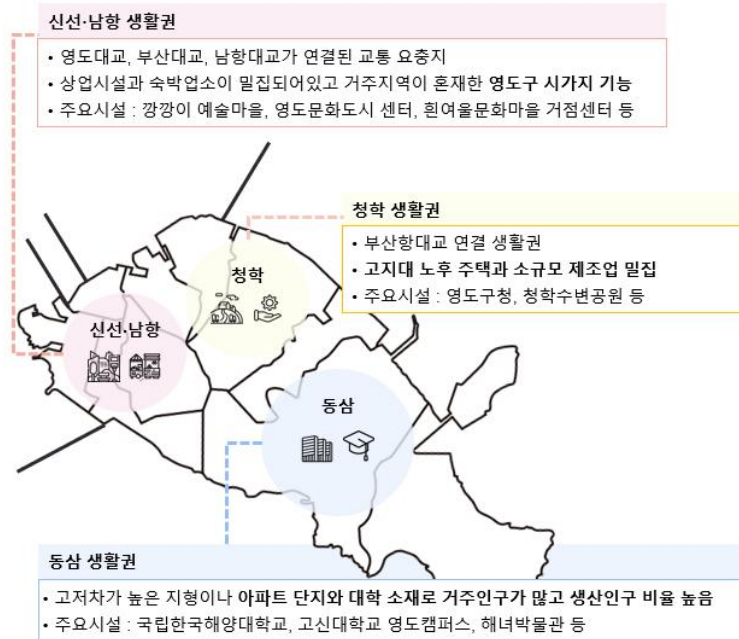 신선·남항 생활권
• 영도대교, 부산대교, 남항대교가 연결된 교통 요충지
• 상업시설과 숙박업소이 밀집되어있고 거주지역이 혼재한 영도구 시가지 기능
• 주요시설 : 깡깡이 예술마을, 영도문화도시 센터, 흰여울문화마을 거점센터 등
청학 생활권
• 부산항대교 연결 생활권
• 고지대 노후 주택과 소규모 제조업 밀집
• 주요시설 : 영도구청, 청학수변공원 등
청학
신선·남항
동삼
동삼 생활권
• 고저차가 높은 지형이나 아파트 단지와 대학 소재로 거주인구가 많고 생산인구 비율 높음
• 주요시설 : 국립한국해양대학교, 고신대학교 영도캠퍼스, 해녀박물관 등